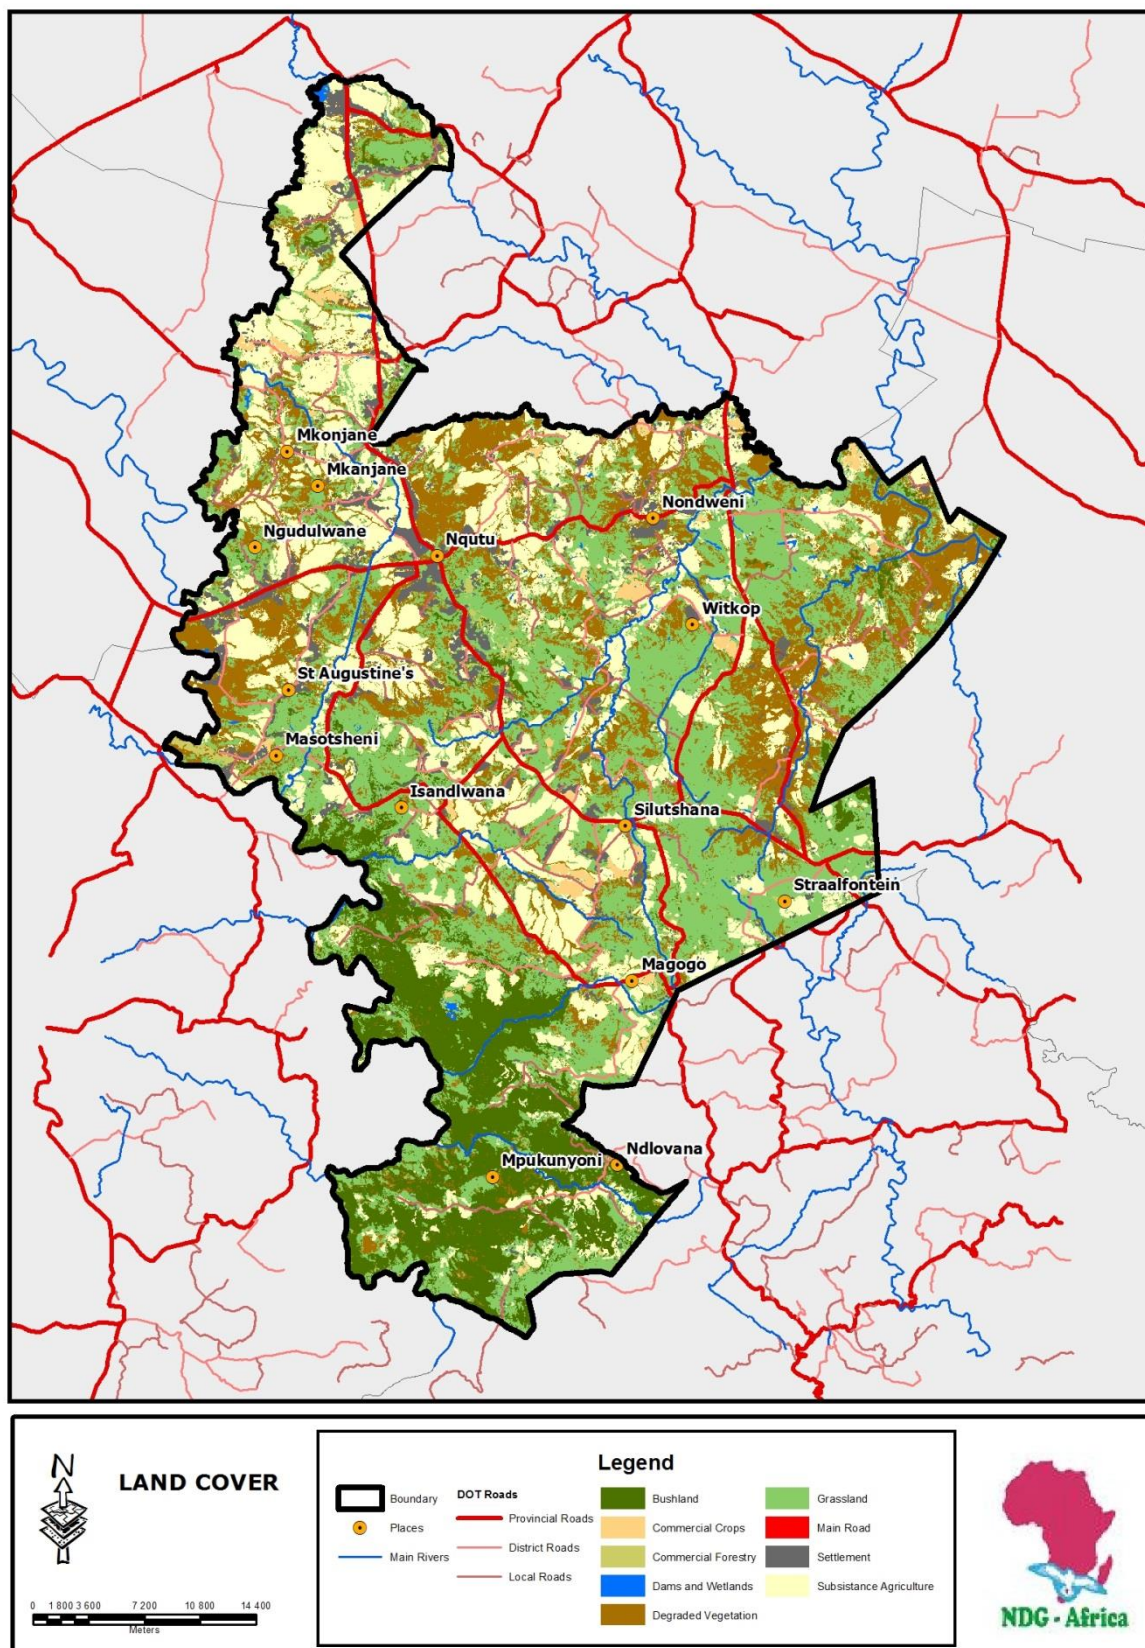 Mkonjane
Mkanjane
Nondweni
Ngudulwane
Nqutu
Witkop
St Augustine's
Masotsheni
Isandlwana
Silutshana
Straalfontein
Magogo
Ndlovana
Mpukunyoni
N
LAND COVER
0 1 800 3 600 7 200 10 800 14 400
Meters
Legend
Boundary
Places
Main Rivers
DOT Roads
Provincial Roads
District Roads
Local Roads
Bushland
Commercial Crops
Commercial Forestry
Dams and Wetlands
Degraded Vegetation
Grassland
Main Road
Settlement
Subsistance Agriculture
NDG - Africa